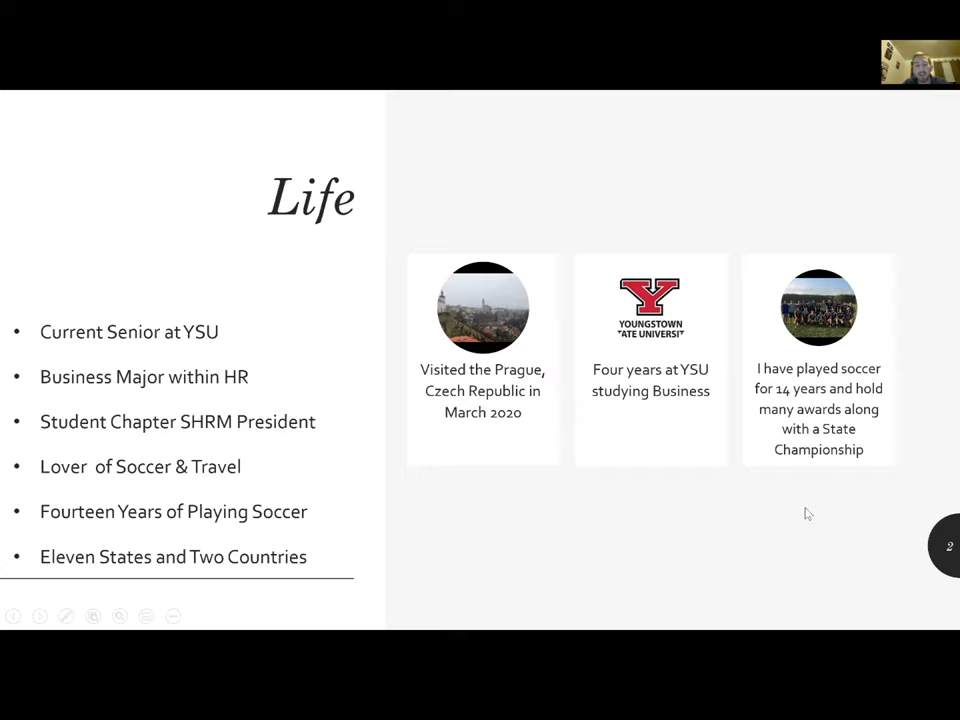 Life
• Current Senior at YSU
• Business Major within HR
• Student Chapter SHRM President
• Lover of Soccer & Travel
• Fourteen Years of Playing Soccer
• Eleven States and Two Countries
Visited the Prague,
Czech Republic in
March 2020
Y
YOUNGSTOWN
TATE UNIVERSI
Four years at YSU
studying Business
I have played soccer
for 14 years and hold
many awards along
with a State
Championship
2